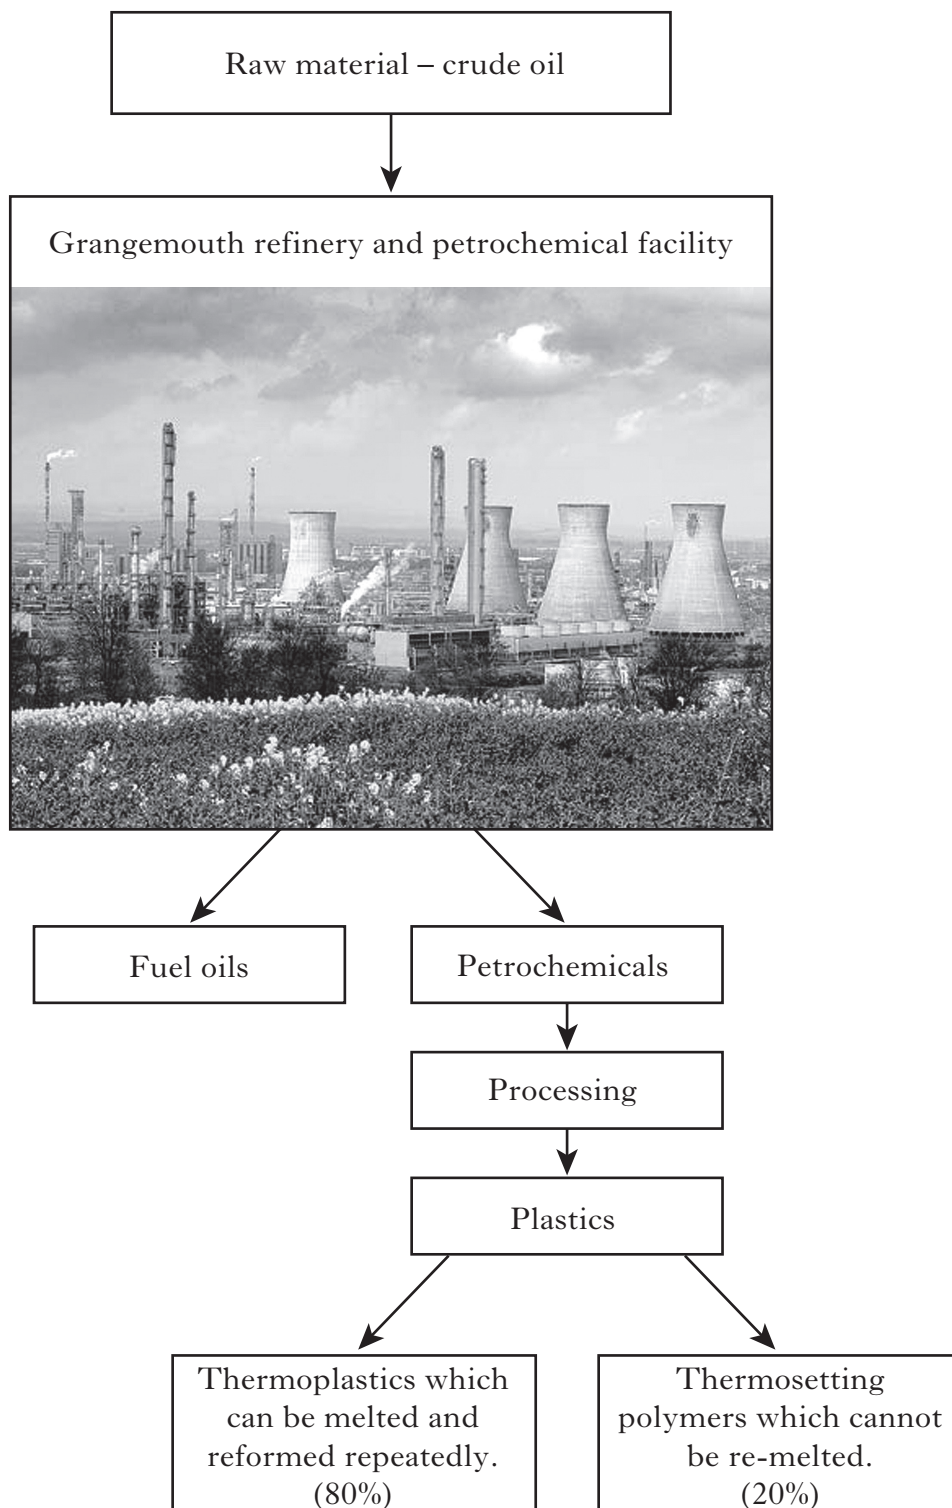 Raw material – crude oil
Grangemouth refinery and petrochemical facility
Fuel oils
Petrochemicals
Processing
Plastics
Thermoplastics which
can be melted and
reformed repeatedly.
(80%)
Thermosetting
polymers which cannot
be re-melted.
(20%)